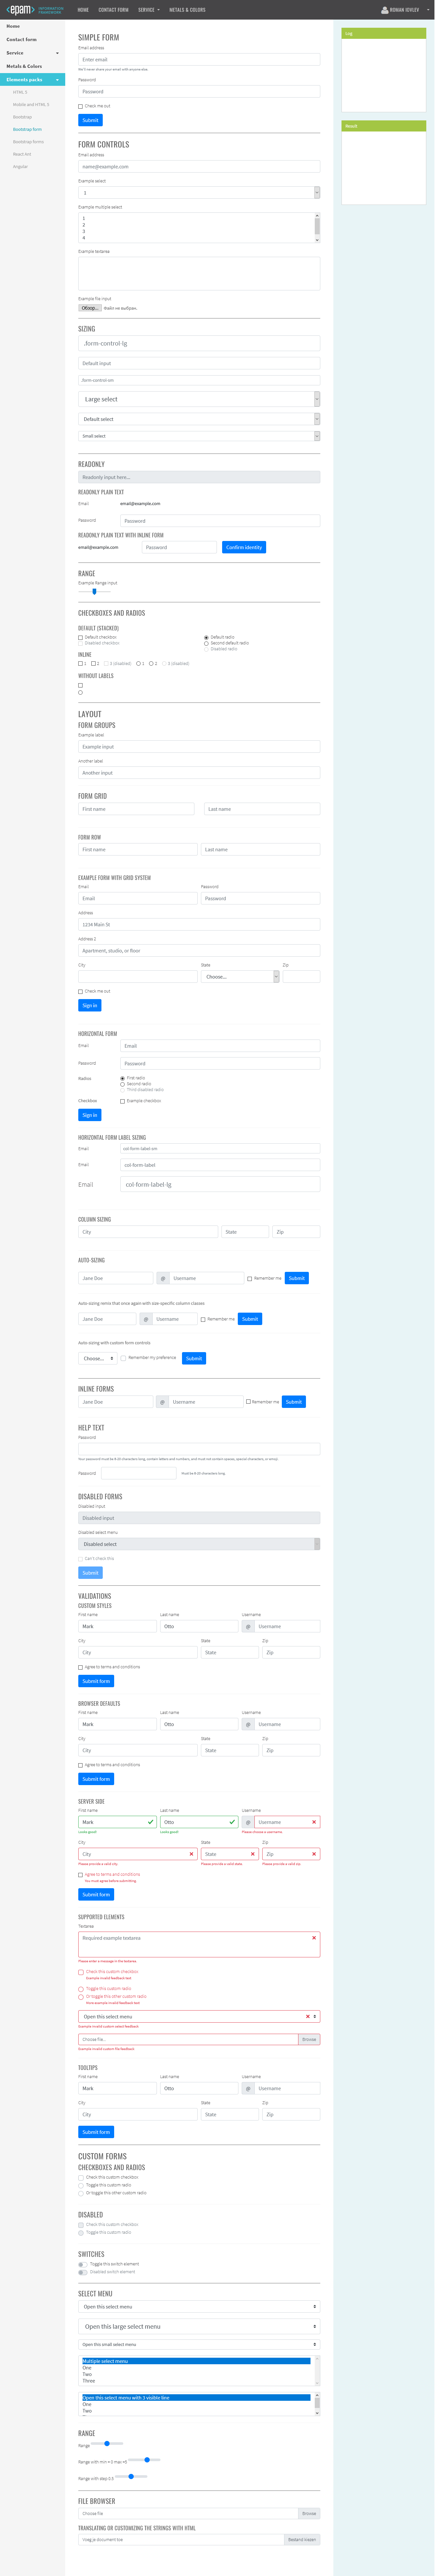 <epam> INFORMATION FRAMEWORK
HOME
CONTACT FORM
SERVICE
METALS & COLORS
ROMAN IOVLEV
Home
Contact form
Service
Metals & Colors
Elements packs
HTML 5
Mobile and HTML 5
Bootstrap
Bootstrap form
Bootstrap forms
React Ant
Angular
Log
Result
SIMPLE FORM
Email address
Enter email
We'll never share your email with anyone else.
Password
Password
Check me out
Submit
FORM CONTROLS
Email address
name@example.com
Example select
1
Example multiple select
1
2
3
4
Example textarea
Example file input
Обзор... Файл не выбран.
SIZING
.form-control-lg
Default input
.form-control-sm
Large select
Default select
Small select
READONLY
Readonly input here...
READONLY PLAIN TEXT
Email email@example.com
Password Password
READONLY PLAIN TEXT WITH INLINE FORM
email@example.com Password Confirm identity
RANGE
Example Range input
CHECKBOXES AND RADIOS
DEFAULT (STACKED)
Default checkbox Default radio
Disabled checkbox Second default radio
Disabled radio
INLINE
1 2 3 (disabled) 1 2 3 (disabled)
WITHOUT LABELS
LAYOUT
FORM GROUPS
Example label
Example input
Another label
Another input
FORM GRID
First name Last name
FORM ROW
First name Last name
EXAMPLE FORM WITH GRID SYSTEM
Email Password
Email Password
Address
1234 Main St
Address 2
Apartment, studio, or floor
City State Zip
Choose...
Check me out
Sign in
HORIZONTAL FORM
Email Email
Password Password
Radios First radio
Second radio
Third disabled radio
Checkbox Example checkbox
Sign in
HORIZONTAL FORM LABEL SIZING
Email col-form-label-sm
Email col-form-label
Email col-form-label-lg
COLUMN SIZING
City State Zip
AUTO-SIZING
Jane Doe @ Username Remember me Submit
Auto-sizing remix that once again with size-specific column classes
Jane Doe @ Username Remember me Submit
Auto-sizing with custom form controls
Choose... Remember my preference Submit
INLINE FORMS
Jane Doe @ Username Remember me Submit
HELP TEXT
Password
Your password must be 8-20 characters long, contain letters and numbers, and must not contain spaces, special characters, or emoji.
Password Must be 8-20 characters long.
DISABLED FORMS
Disabled input
Disabled input
Disabled select menu
Disabled select
Can't check this
Submit
VALIDATIONS
CUSTOM STYLES
First name Last name Username
Mark Otto @ Username
City State Zip
City State Zip
Agree to terms and conditions
Submit form
BROWSER DEFAULTS
First name Last name Username
Mark Otto @ Username
City State Zip
City State Zip
Agree to terms and conditions
Submit form
SERVER SIDE
First name Last name Username
Mark Otto @ Username
Looks good! Looks good! Please choose a username.
City State Zip
City State Zip
Please provide a valid city. Please provide a valid state. Please provide a valid zip.
Agree to terms and conditions
You must agree before submitting.
Submit form
SUPPORTED ELEMENTS
Textarea
Required example textarea
Please enter a message in the textarea.
Check this custom checkbox
Example invalid feedback text
Toggle this custom radio
Or toggle this other custom radio
More example invalid feedback text
Open this select menu
Example invalid custom select feedback
Choose file... Browse
Example invalid custom file feedback
TOOLTIPS
First name Last name Username
Mark Otto @ Username
City State Zip
City State Zip
Submit form
CUSTOM FORMS
CHECKBOXES AND RADIOS
Check this custom checkbox
Toggle this custom radio
Or toggle this other custom radio
DISABLED
Check this custom checkbox
Toggle this custom radio
SWITCHES
Toggle this switch element
Disabled switch element
SELECT MENU
Open this select menu
Open this large select menu
Open this small select menu
Multiple select menu
One
Two
Three
Open this select menu with 3 visible line
One
Two
RANGE
Range
Range with min = 0 max =5
Range with step 0.5
FILE BROWSER
Choose file Browse
TRANSLATING OR CUSTOMIZING THE STRINGS WITH HTML
Voeg je document toe Bestand kiezen